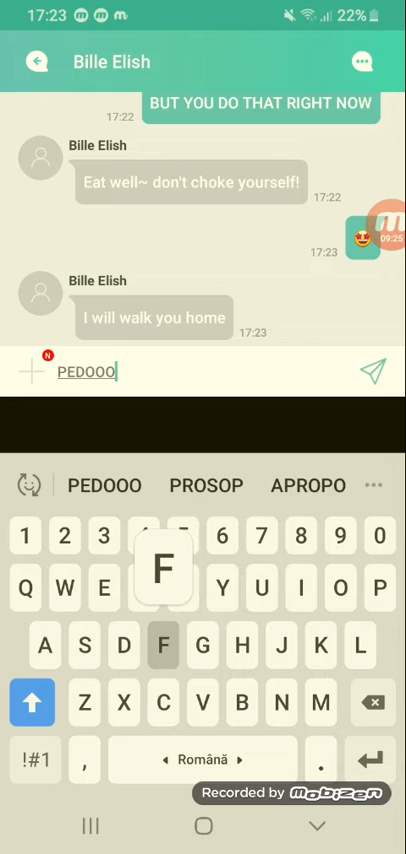 17:23 22%
Bille Elish
BUT YOU DO THAT RIGHT NOW
17:22
Bille Elish
Eat well~ don't choke yourself!
17:22
09:25
17:23
Bille Elish
I will walk you home
17:23
N
PEDOOO
PEDOOO PROSOP APROPO
1 2 3 6 7 8 9 0
Q W E Y U I O P
F
A S D F G H J K L
Z X C V B N M
!#1 , Română .
Recorded by mobizen